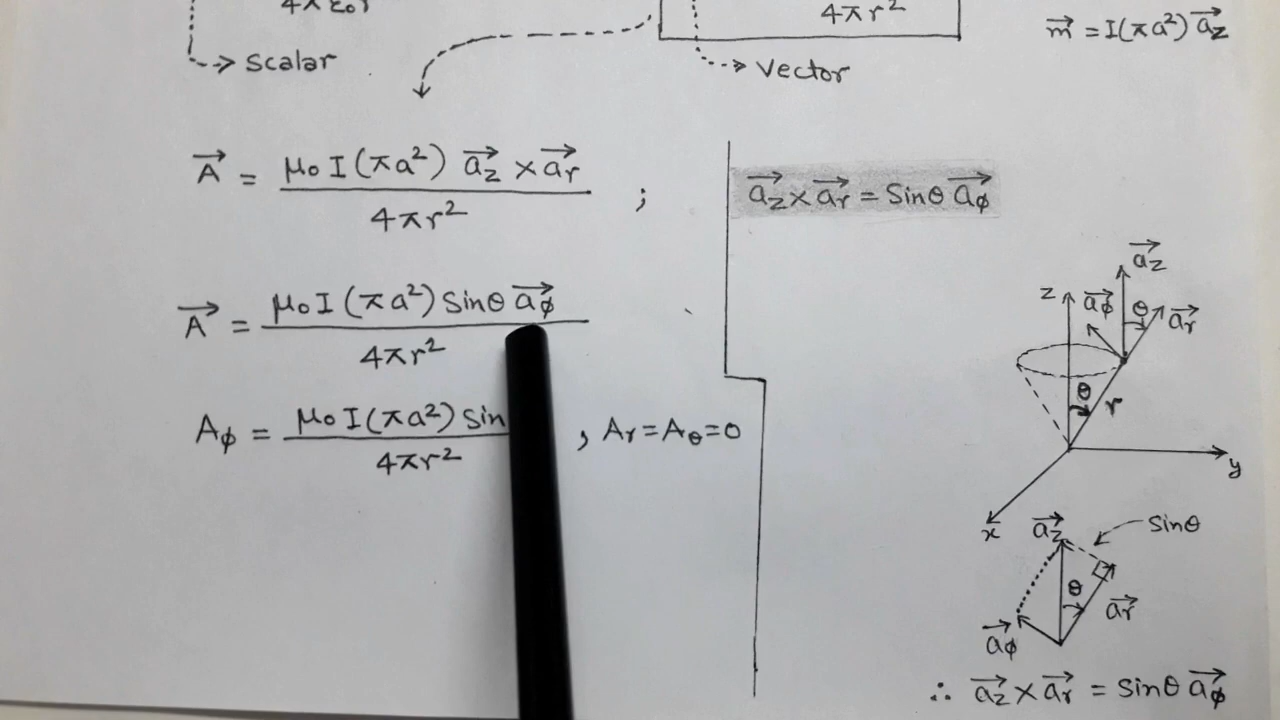 4πε₀r
4πr²
m⃗ = I(πa²) a⃗z
Scalar
Vector
A⃗ = μ₀ I (πa²) a⃗z × a⃗r / 4πr² ;
a⃗z × a⃗r = Sinθ a⃗φ
A⃗ = μ₀ I (πa²) Sinθ a⃗φ / 4πr²
Aφ = μ₀ I (πa²) Sin / 4πr² , Ar = Aθ = 0
a⃗z
z a⃗φ θ a⃗r
θ r
y
x
a⃗z Sinθ
θ a⃗r
a⃗φ
∴ a⃗z × a⃗r = Sinθ a⃗φ